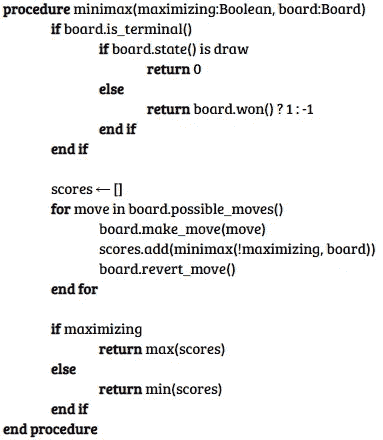 procedure minimax(maximizing:Boolean, board:Board)
if board.is_terminal()
if board.state() is draw
return 0
else
return board.won() ? 1 : -1
end if
end if
scores ← []
for move in board.possible_moves()
board.make_move(move)
scores.add(minimax(!maximizing, board))
board.revert_move()
end for
if maximizing
return max(scores)
else
return min(scores)
end if
end procedure